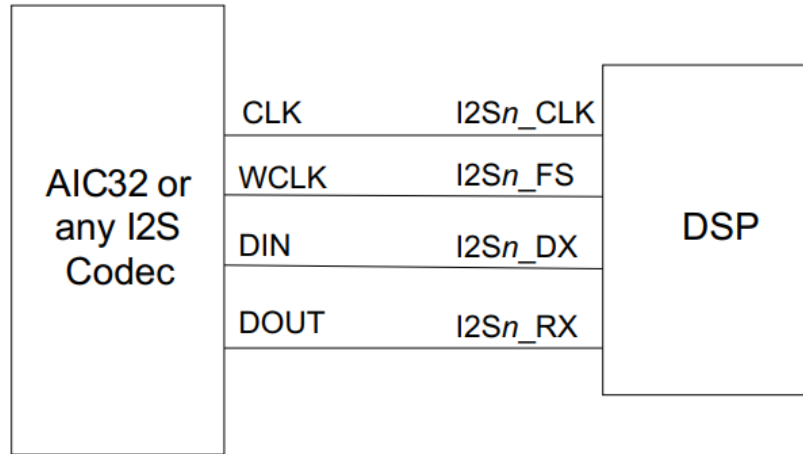 AIC32 or
any I2S
Codec
CLK
I2Sn_CLK
WCLK
I2Sn_FS
DIN
I2Sn_DX
DOUT
I2Sn_RX
DSP